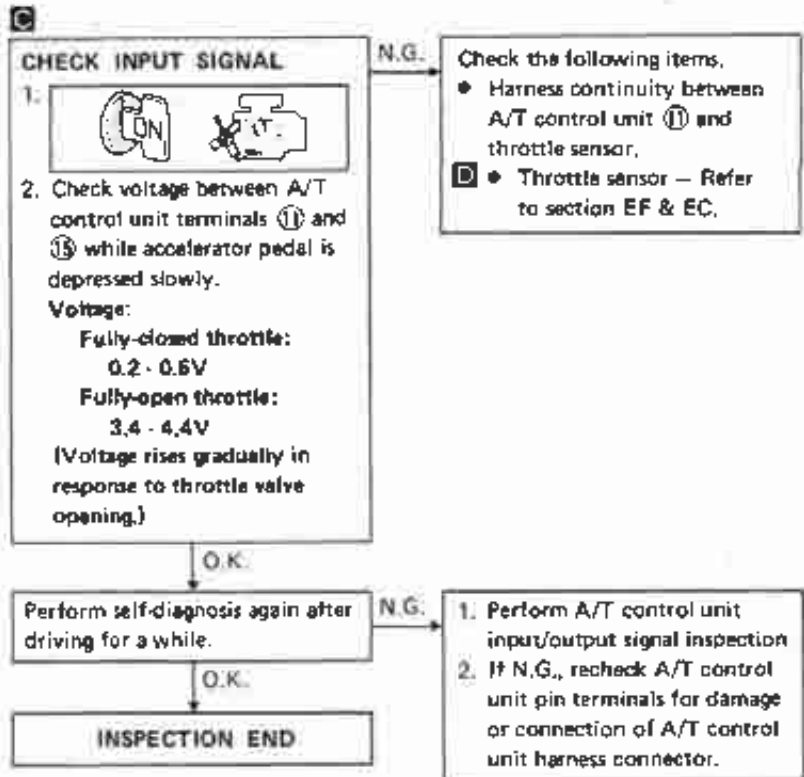 C
CHECK INPUT SIGNAL
1.
ON
2. Check voltage between A/T
control unit terminals ⑪ and
⑮ while accelerator pedal is
depressed slowly.
Voltage:
Fully-closed throttle:
0.2 - 0.6V
Fully-open throttle:
3.4 - 4.4V
(Voltage rises gradually in
response to throttle valve
opening.)
N.G.
Check the following items.
• Harness continuity between
A/T control unit ⑪ and
throttle sensor.
D • Throttle sensor — Refer
to section EF & EC.
O.K.
Perform self-diagnosis again after
driving for a while.
N.G.
1. Perform A/T control unit
input/output signal inspection
2. If N.G., recheck A/T control
unit pin terminals for damage
or connection of A/T control
unit harness connector.
O.K.
INSPECTION END